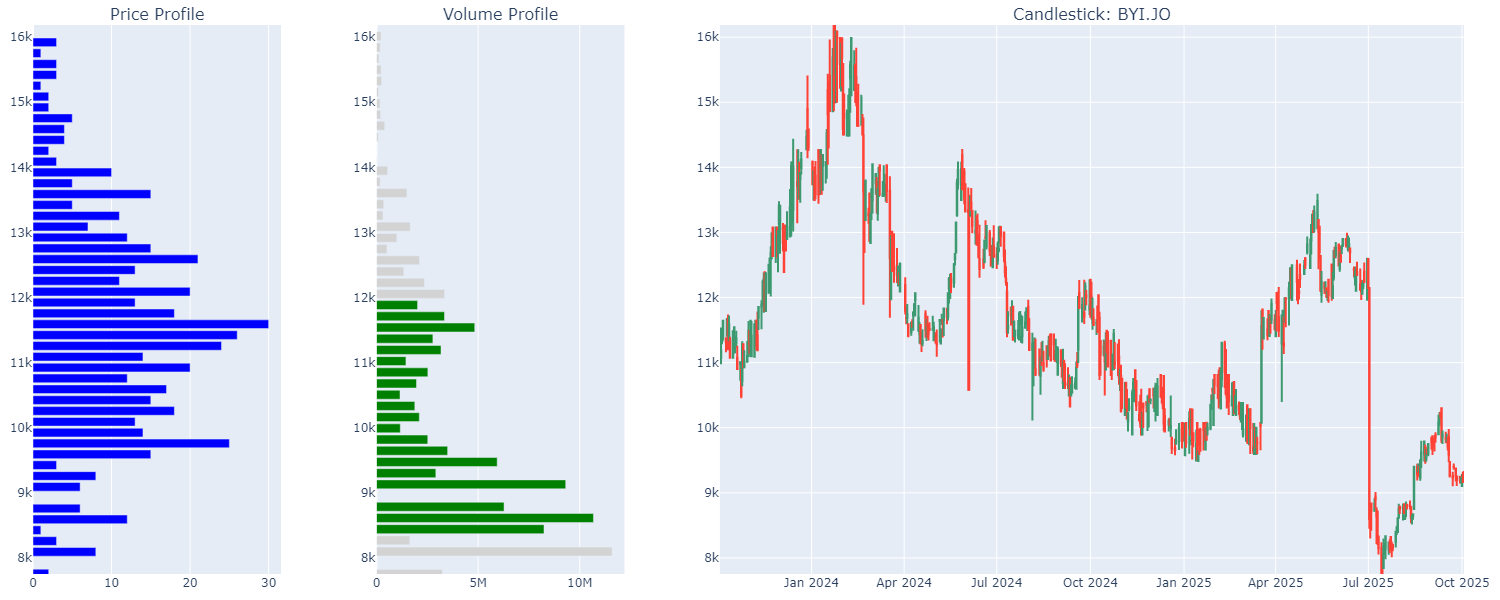 Price Profile
Volume Profile
Candlestick: BYI.JO
16k
15k
14k
13k
12k
11k
10k
9k
8k
0
10
20
30
16k
15k
14k
13k
12k
11k
10k
9k
8k
0
5M
10M
16k
15k
14k
13k
12k
11k
10k
9k
8k
Jan 2024
Apr 2024
Jul 2024
Oct 2024
Jan 2025
Apr 2025
Jul 2025
Oct 2025